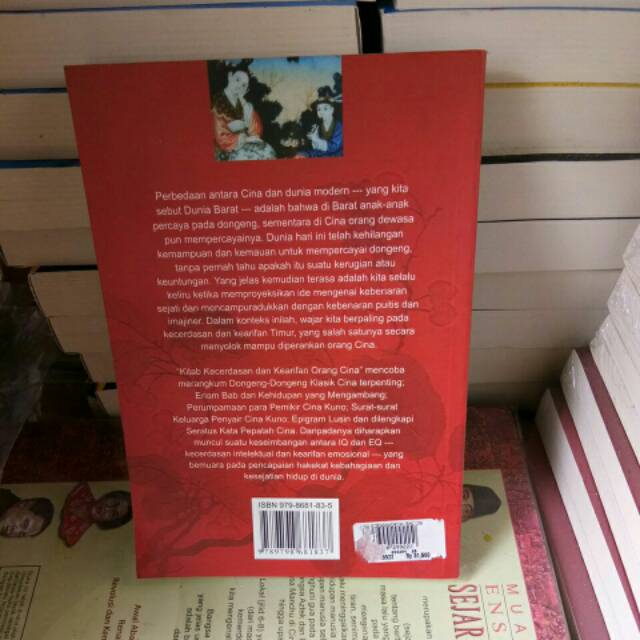 Perbedaan antara Cina dan dunia modern --- yang kita
sebut Dunia Barat --- adalah bahwa di Barat anak-anak
percaya pada dongeng, sementara di Cina orang dewasa
pun mempercayainya. Dunia hari ini telah kehilangan
kemampuan dan kemauan untuk mempercayai dongeng,
tanpa pernah tahu apakah itu suatu kerugian atau
keuntungan. Yang jelas kemudian terasa adalah kita selalu
keliru ketika memproyeksikan ide mengenai kebenaran
sejati dan mencampuradukkan dengan kebenaran puitis dan
imajiner. Dalam konteks inilah, wajar kita berpaling pada
kecerdasan dan kearifan Timur, yang salah satunya secara
menyolok mampu diperankan orang Cina.
"Kitab Kecerdasan dan Kearifan Orang Cina" mencoba
merangkum Dongeng-Dongeng Klasik Cina terpenting;
Enom Bab dan Kehidupan yang Mengambang;
Perumpamaan para Pemikir Cina Kuno; Surat-surat
Keluarga Penyair Cina Kuno; Epigram Lusin dan dilengkapi
Seratus Kata Pepatah Cina. Daripadanya diharapkan
muncul suatu keseimbangan antara IQ dan EQ ---
kecerdasan intelektual dan kearifan emosional --- yang
bermuara pada pencapaian hakekat kebahagiaan dan
kesejatian hidup di dunia.
ISBN 979-8681-83-5
9789798681837
MUA
ENS
SEJAR
merupakan